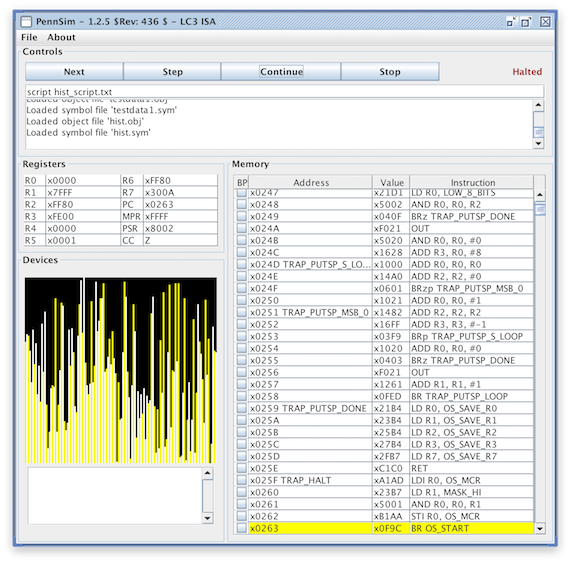 PennSim - 1.2.5 $Rev: 436 $ - LC3 ISA
File About
Controls
Next Step Continue Stop Halted
script hist_script.txt
Loaded object file 'testdata1.obj'
Loaded symbol file 'testdata1.sym'
Loaded object file 'hist.obj'
Loaded symbol file 'hist.sym'
Registers
R0 x0000 R6 xFF80
R1 x7FFF R7 x300A
R2 xFF80 PC x0263
R3 xFE00 MPR xFFFF
R4 x0000 PSR x8002
R5 x0001 CC Z
Devices
Memory
BP Address Value Instruction
x0247 x21D1 LD R0, LOW_8_BITS
x0248 x5002 AND R0, R0, R2
x0249 x040F BRz TRAP_PUTSP_DONE
x024A xF021 OUT
x024B x5020 AND R0, R0, #0
x024C x1628 ADD R3, R0, #8
x024D TRAP_PUTSP_S_LO... x1000 ADD R0, R0, R0
x024E x14A0 ADD R2, R2, #0
x024F x0601 BRzp TRAP_PUTSP_MSB_0
x0250 x1021 ADD R0, R0, #1
x0251 TRAP_PUTSP_MSB_0 x1482 ADD R2, R2, R2
x0252 x16FF ADD R3, R3, #-1
x0253 x03F9 BRp TRAP_PUTSP_S_LOOP
x0254 x1020 ADD R0, R0, #0
x0255 x0403 BRz TRAP_PUTSP_DONE
x0256 xF021 OUT
x0257 x1261 ADD R1, R1, #1
x0258 x0FED BR TRAP_PUTSP_LOOP
x0259 TRAP_PUTSP_DONE x21B4 LD R0, OS_SAVE_R0
x025A x23B4 LD R1, OS_SAVE_R1
x025B x25B4 LD R2, OS_SAVE_R2
x025C x27B4 LD R3, OS_SAVE_R3
x025D x2FB7 LD R7, OS_SAVE_R7
x025E xC1C0 RET
x025F TRAP_HALT xA1AD LDI R0, OS_MCR
x0260 x23B7 LD R1, MASK_HI
x0261 x5001 AND R0, R0, R1
x0262 xB1AA STI R0, OS_MCR
x0263 x0F9C BR OS_START